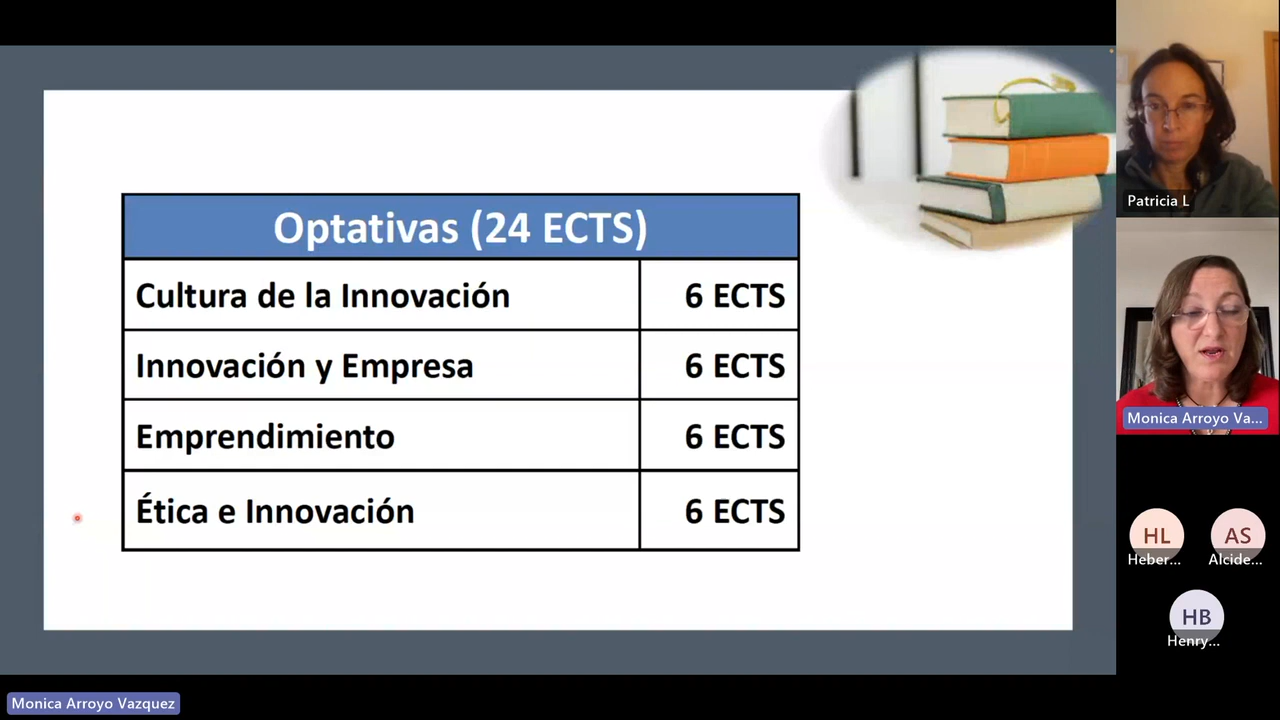 Optativas (24 ECTS)
Cultura de la Innovación 6 ECTS
Innovación y Empresa 6 ECTS
Emprendimiento 6 ECTS
Ética e Innovación 6 ECTS
Patricia L
Monica Arroyo Va...
HL
Heber...
AS
Alcide...
HB
Henry...
Monica Arroyo Vazquez